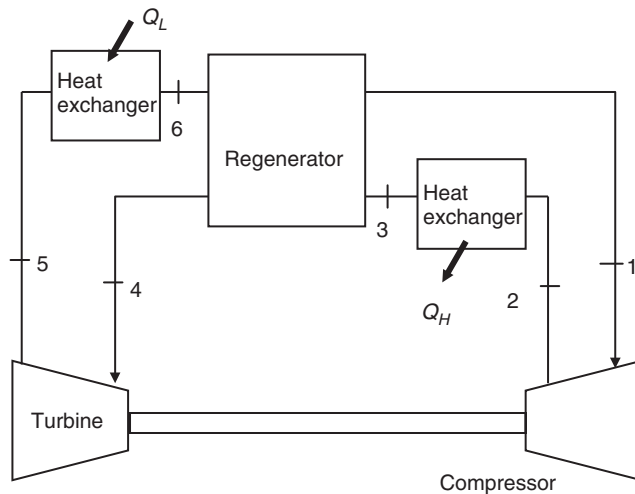 Q_L
Heat
exchanger
6
Regenerator
Heat
exchanger
3
5
4
2
1
Q_H
Turbine
Compressor